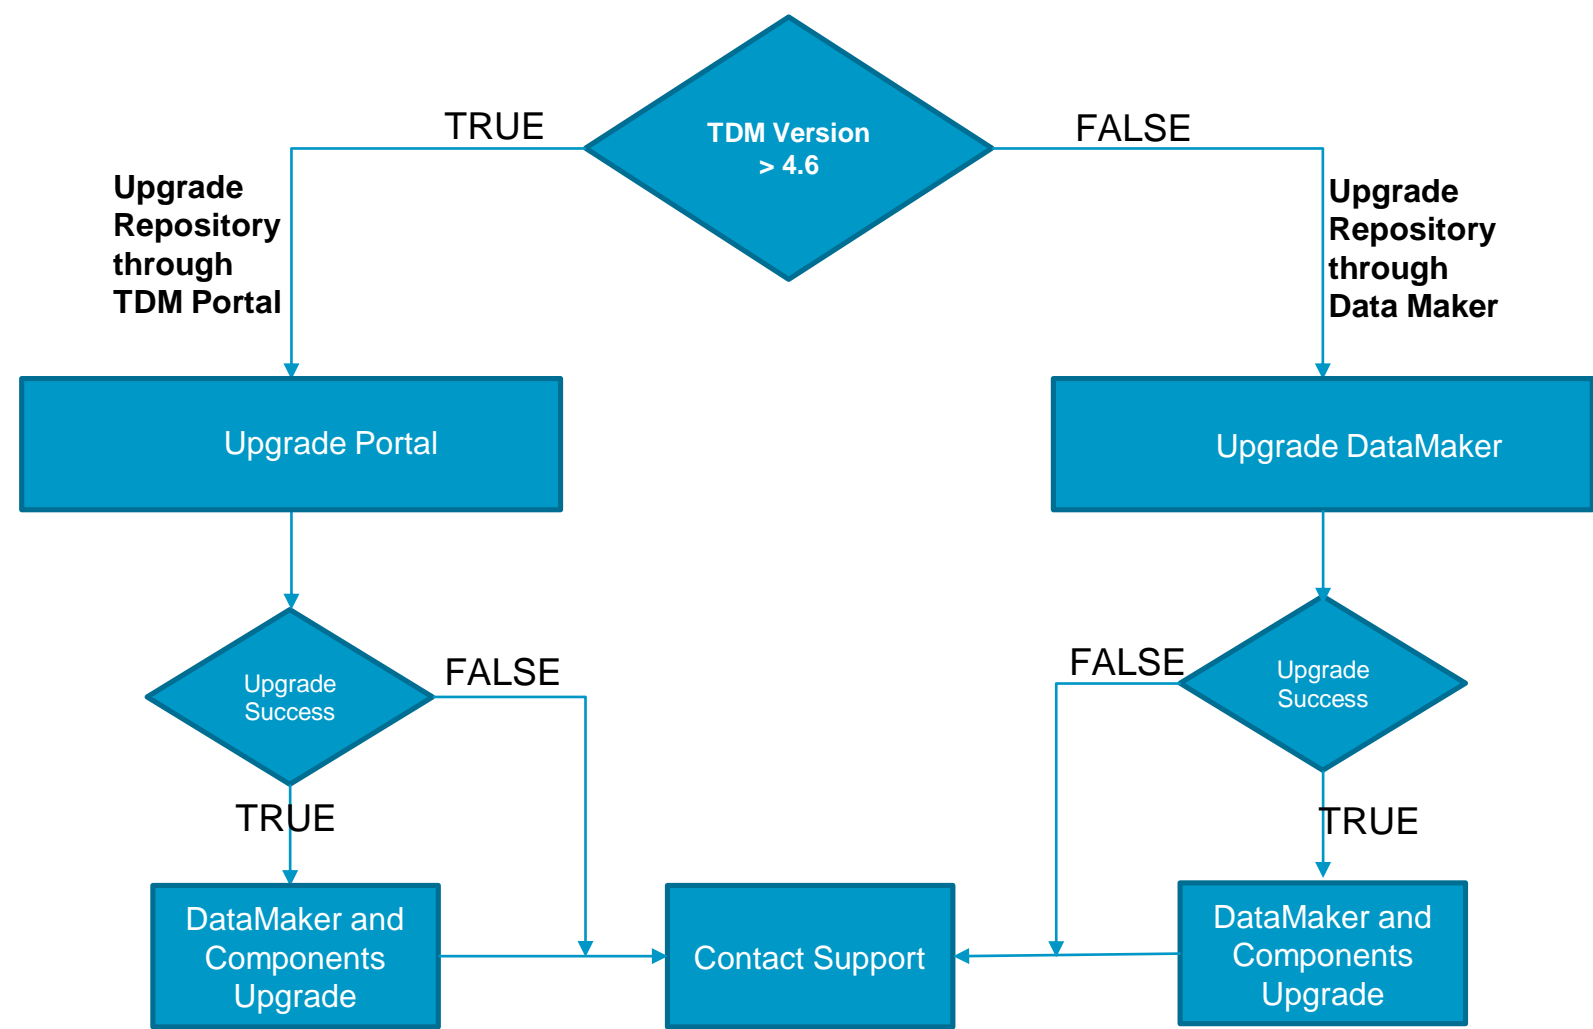 TDM Version
> 4.6
TRUE
FALSE
Upgrade
Repository
through
TDM Portal
Upgrade
Repository
through
Data Maker
Upgrade Portal
Upgrade DataMaker
Upgrade
Success
FALSE
FALSE
Upgrade
Success
TRUE
TRUE
DataMaker and
Components
Upgrade
Contact Support
DataMaker and
Components
Upgrade